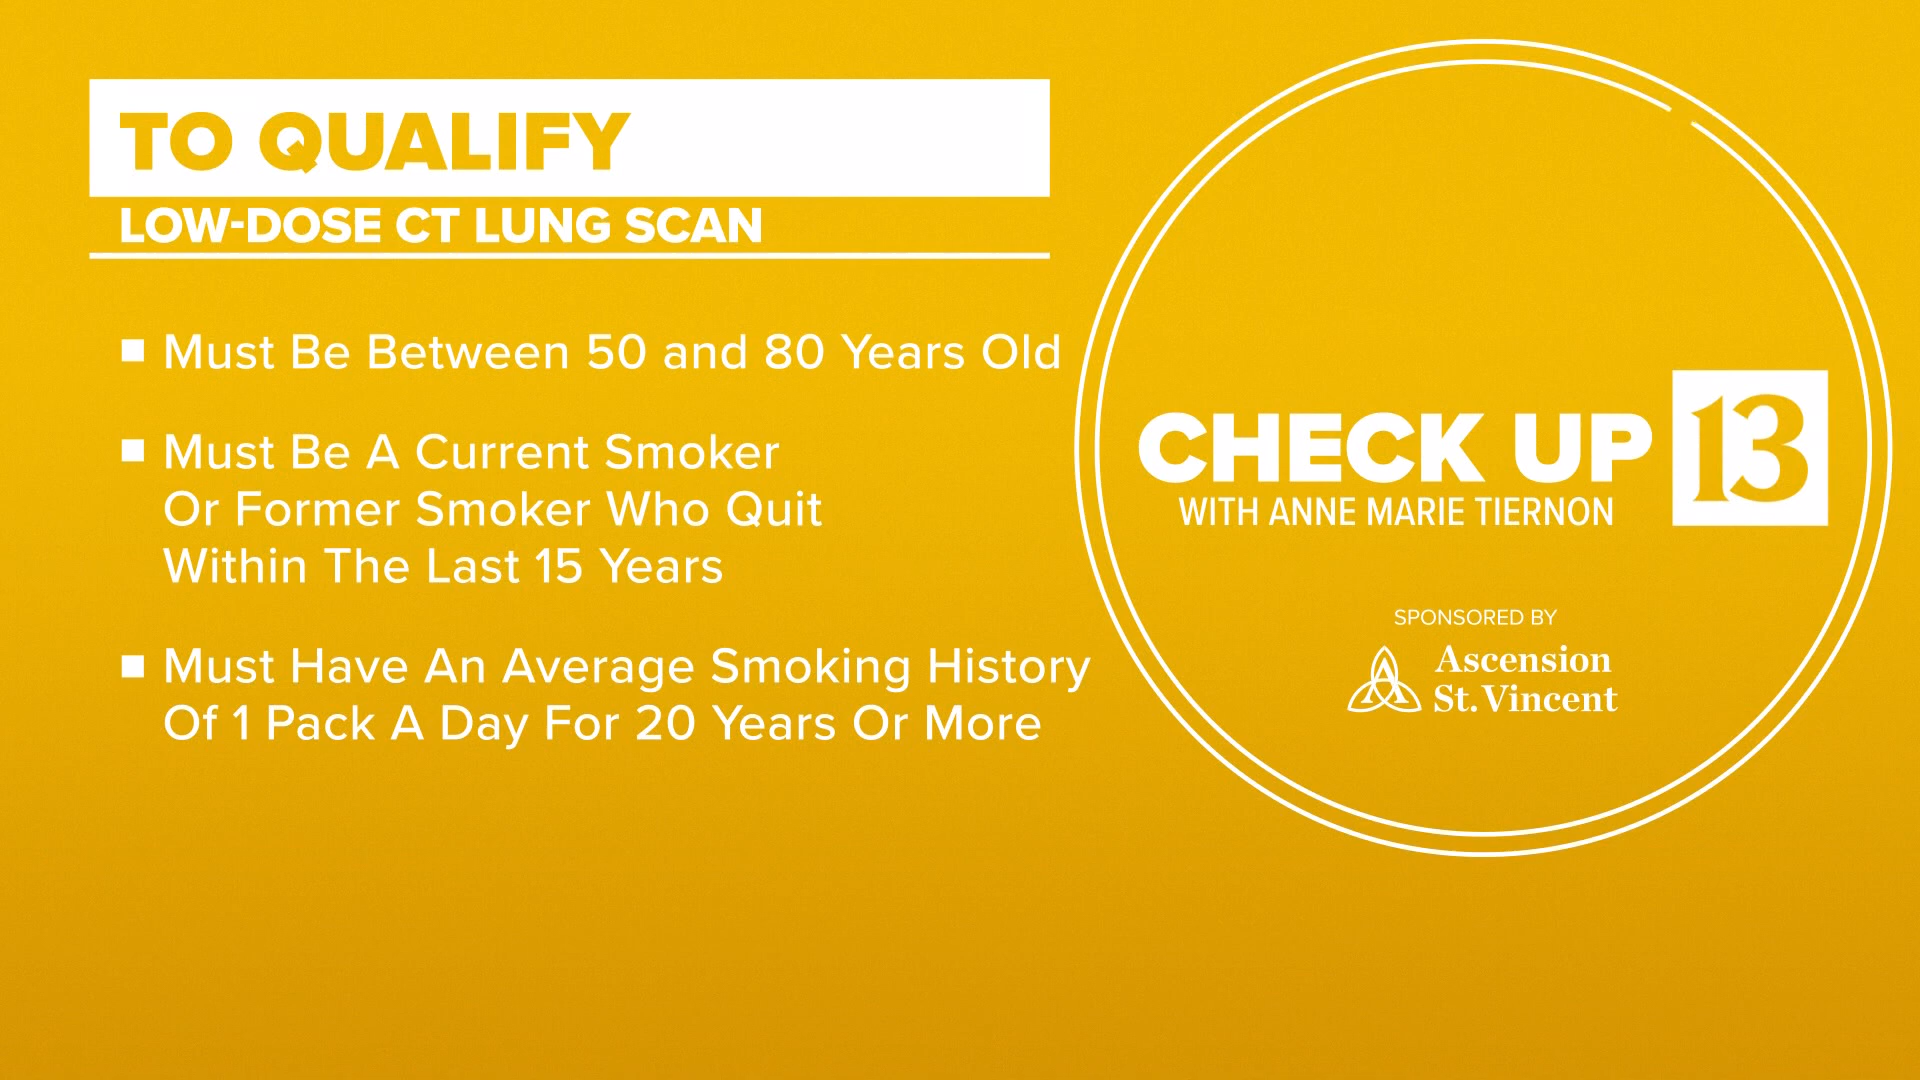 TO QUALIFY
LOW-DOSE CT LUNG SCAN
■ Must Be Between 50 and 80 Years Old
■ Must Be A Current Smoker
Or Former Smoker Who Quit
Within The Last 15 Years
■ Must Have An Average Smoking History
Of 1 Pack A Day For 20 Years Or More
CHECK UP 13
WITH ANNE MARIE TIERNON
SPONSORED BY
Ascension
St. Vincent